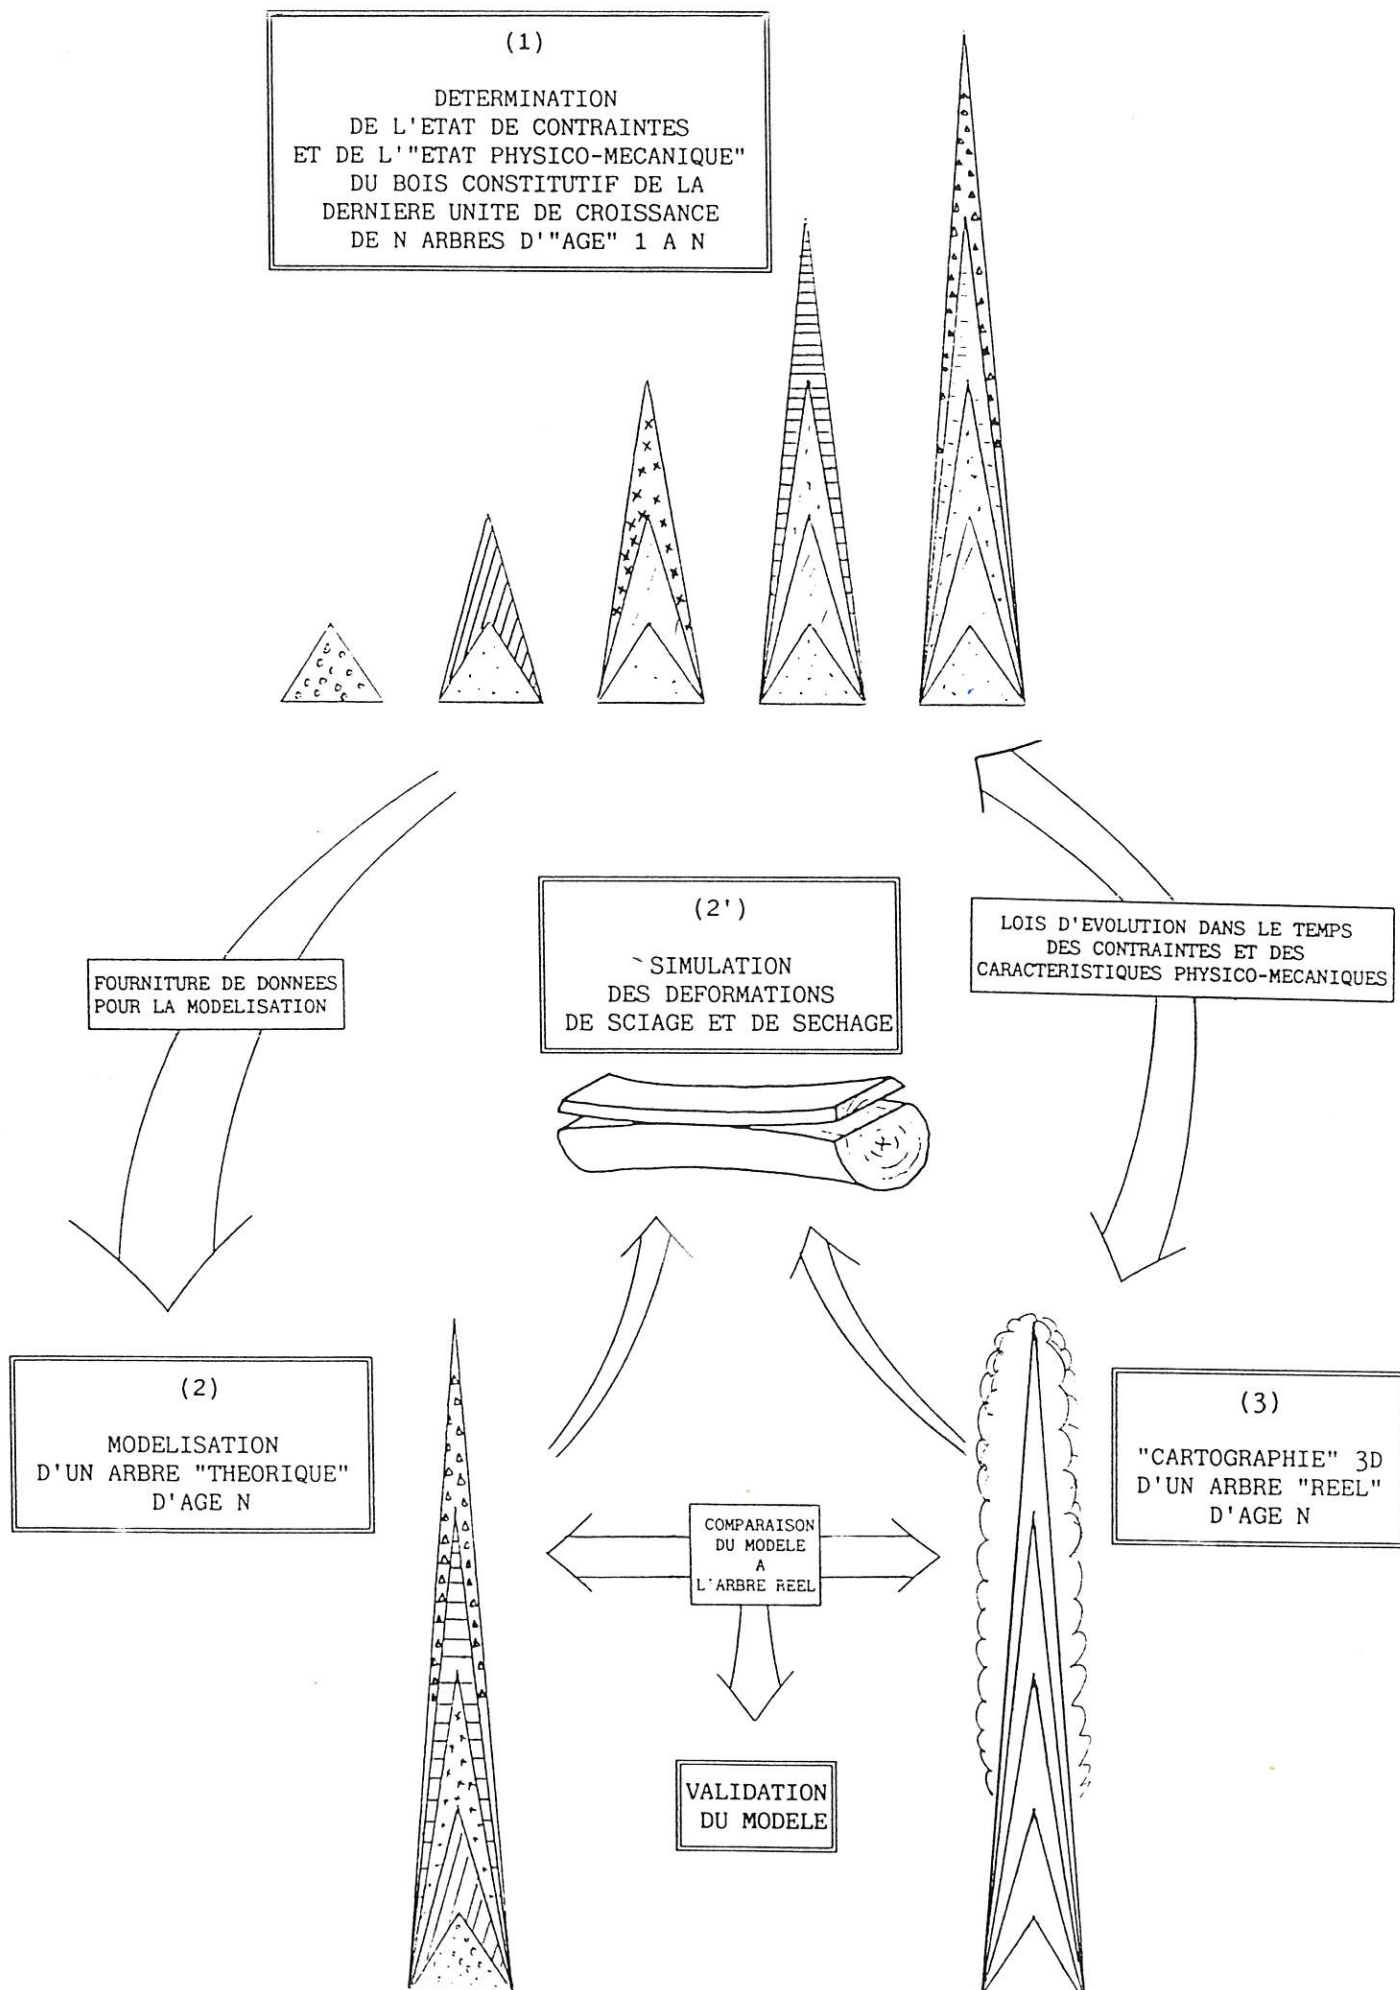 (1)
DETERMINATION
DE L'ETAT DE CONTRAINTES
ET DE L'"ETAT PHYSICO-MECANIQUE"
DU BOIS CONSTITUTIF DE LA
DERNIERE UNITE DE CROISSANCE
DE N ARBRES D'"AGE" 1 A N
FOURNITURE DE DONNEES
POUR LA MODELISATION
(2')
SIMULATION
DES DEFORMATIONS
DE SCIAGE ET DE SECHAGE
LOIS D'EVOLUTION DANS LE TEMPS
DES CONTRAINTES ET DES
CARACTERISTIQUES PHYSICO-MECANIQUES
(2)
MODELISATION
D'UN ARBRE "THEORIQUE"
D'AGE N
COMPARAISON
DU MODELE
A
L'ARBRE REEL
(3)
"CARTOGRAPHIE" 3D
D'UN ARBRE "REEL"
D'AGE N
VALIDATION
DU MODELE